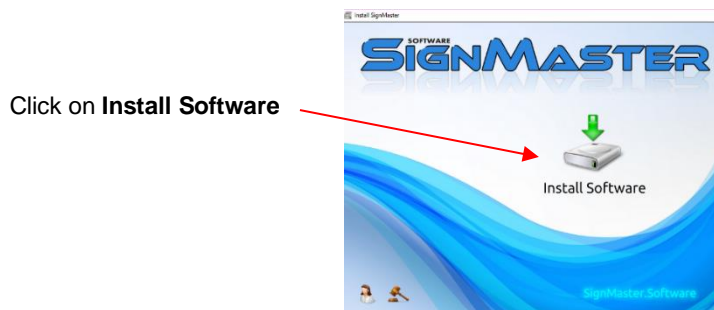 Install SignMaster
SOFTWARE
SIGNMASTER
Click on Install Software
Install Software
SignMaster.Software